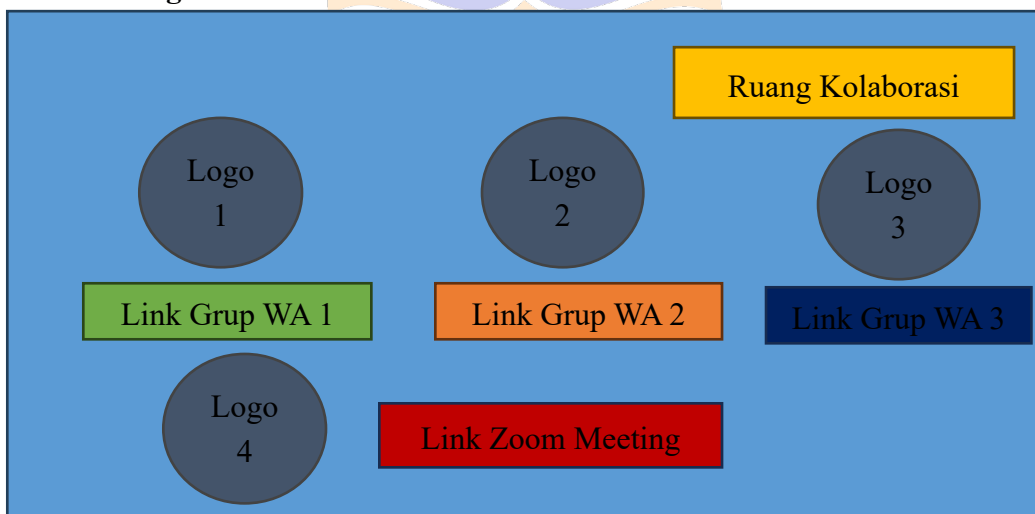 Ruang Kolaborasi
Logo
1
Logo
2
Logo
3
Link Grup WA 1
Link Grup WA 2
Link Grup WA 3
Logo
4
Link Zoom Meeting